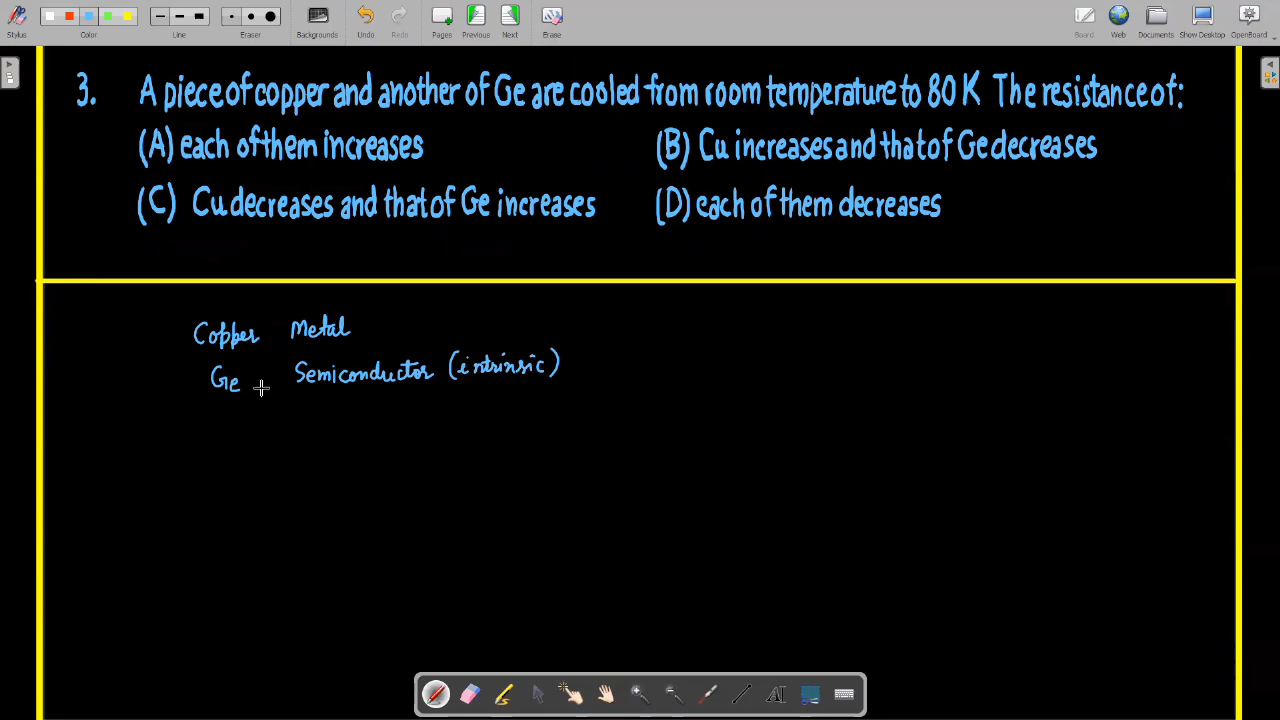 Stylus Color Line Eraser Backgrounds Undo Redo Pages Previous Next Erase Board Web Documents Show Desktop OpenBoard
3. A piece of copper and another of Ge are cooled from room temperature to 80 K The resistance of:
(A) each of them increases (B) Cu increases and that of Ge decreases
(C) Cu decreases and that of Ge increases (D) each of them decreases
Copper Metal
Ge Semiconductor (intrinsic)